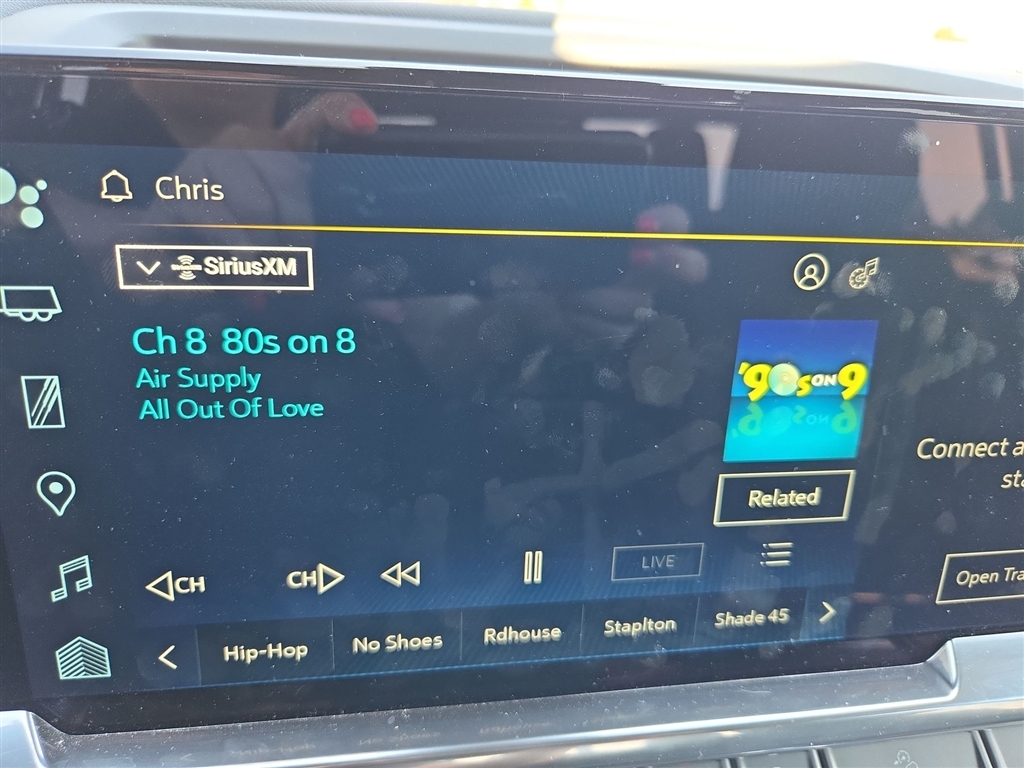 Chris
SiriusXM
Ch 8 80s on 8
Air Supply
All Out Of Love
'90s ON 9
Connect a
sta
Related
LIVE
CH
CH
Open Tra
Hip-Hop
No Shoes
Rdhouse
Staplton
Shade 45